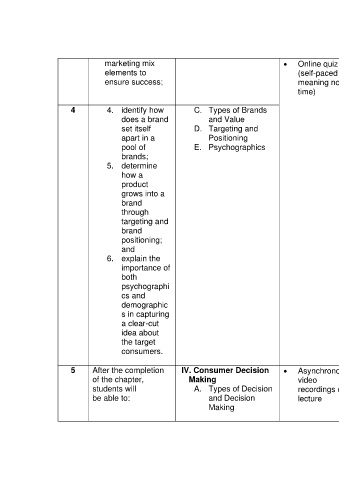 marketing mix
elements to
ensure success;
Online quiz
(self-paced
meaning no
time)
4
4. identify how
does a brand
set itself
apart in a
pool of
brands;
5. determine
how a
product
grows into a
brand
through
targeting and
brand
positioning;
and
6. explain the
importance of
both
psychographi
cs and
demographic
s in capturing
a clear-cut
idea about
the target
consumers.
C. Types of Brands
and Value
D. Targeting and
Positioning
E. Psychographics
5
After the completion
of the chapter,
students will
be able to:
IV. Consumer Decision
Making
A. Types of Decision
and Decision
Making
Asynchrono
video
recordings o
lecture